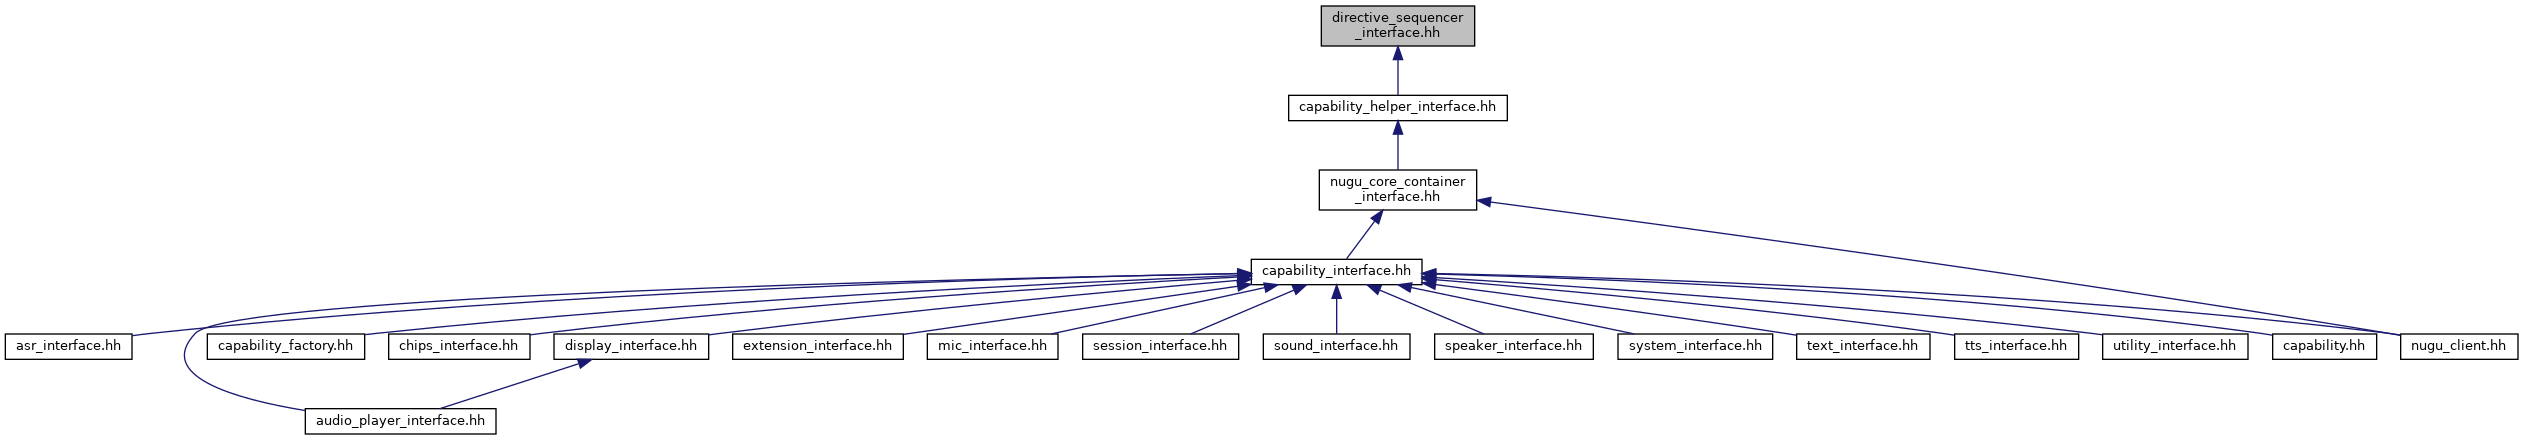 directive_sequencer
_interface.hh
capability_helper_interface.hh
nugu_core_container
_interface.hh
capability_interface.hh
asr_interface.hh
capability_factory.hh
chips_interface.hh
display_interface.hh
extension_interface.hh
mic_interface.hh
session_interface.hh
sound_interface.hh
speaker_interface.hh
system_interface.hh
text_interface.hh
tts_interface.hh
utility_interface.hh
capability.hh
nugu_client.hh
audio_player_interface.hh